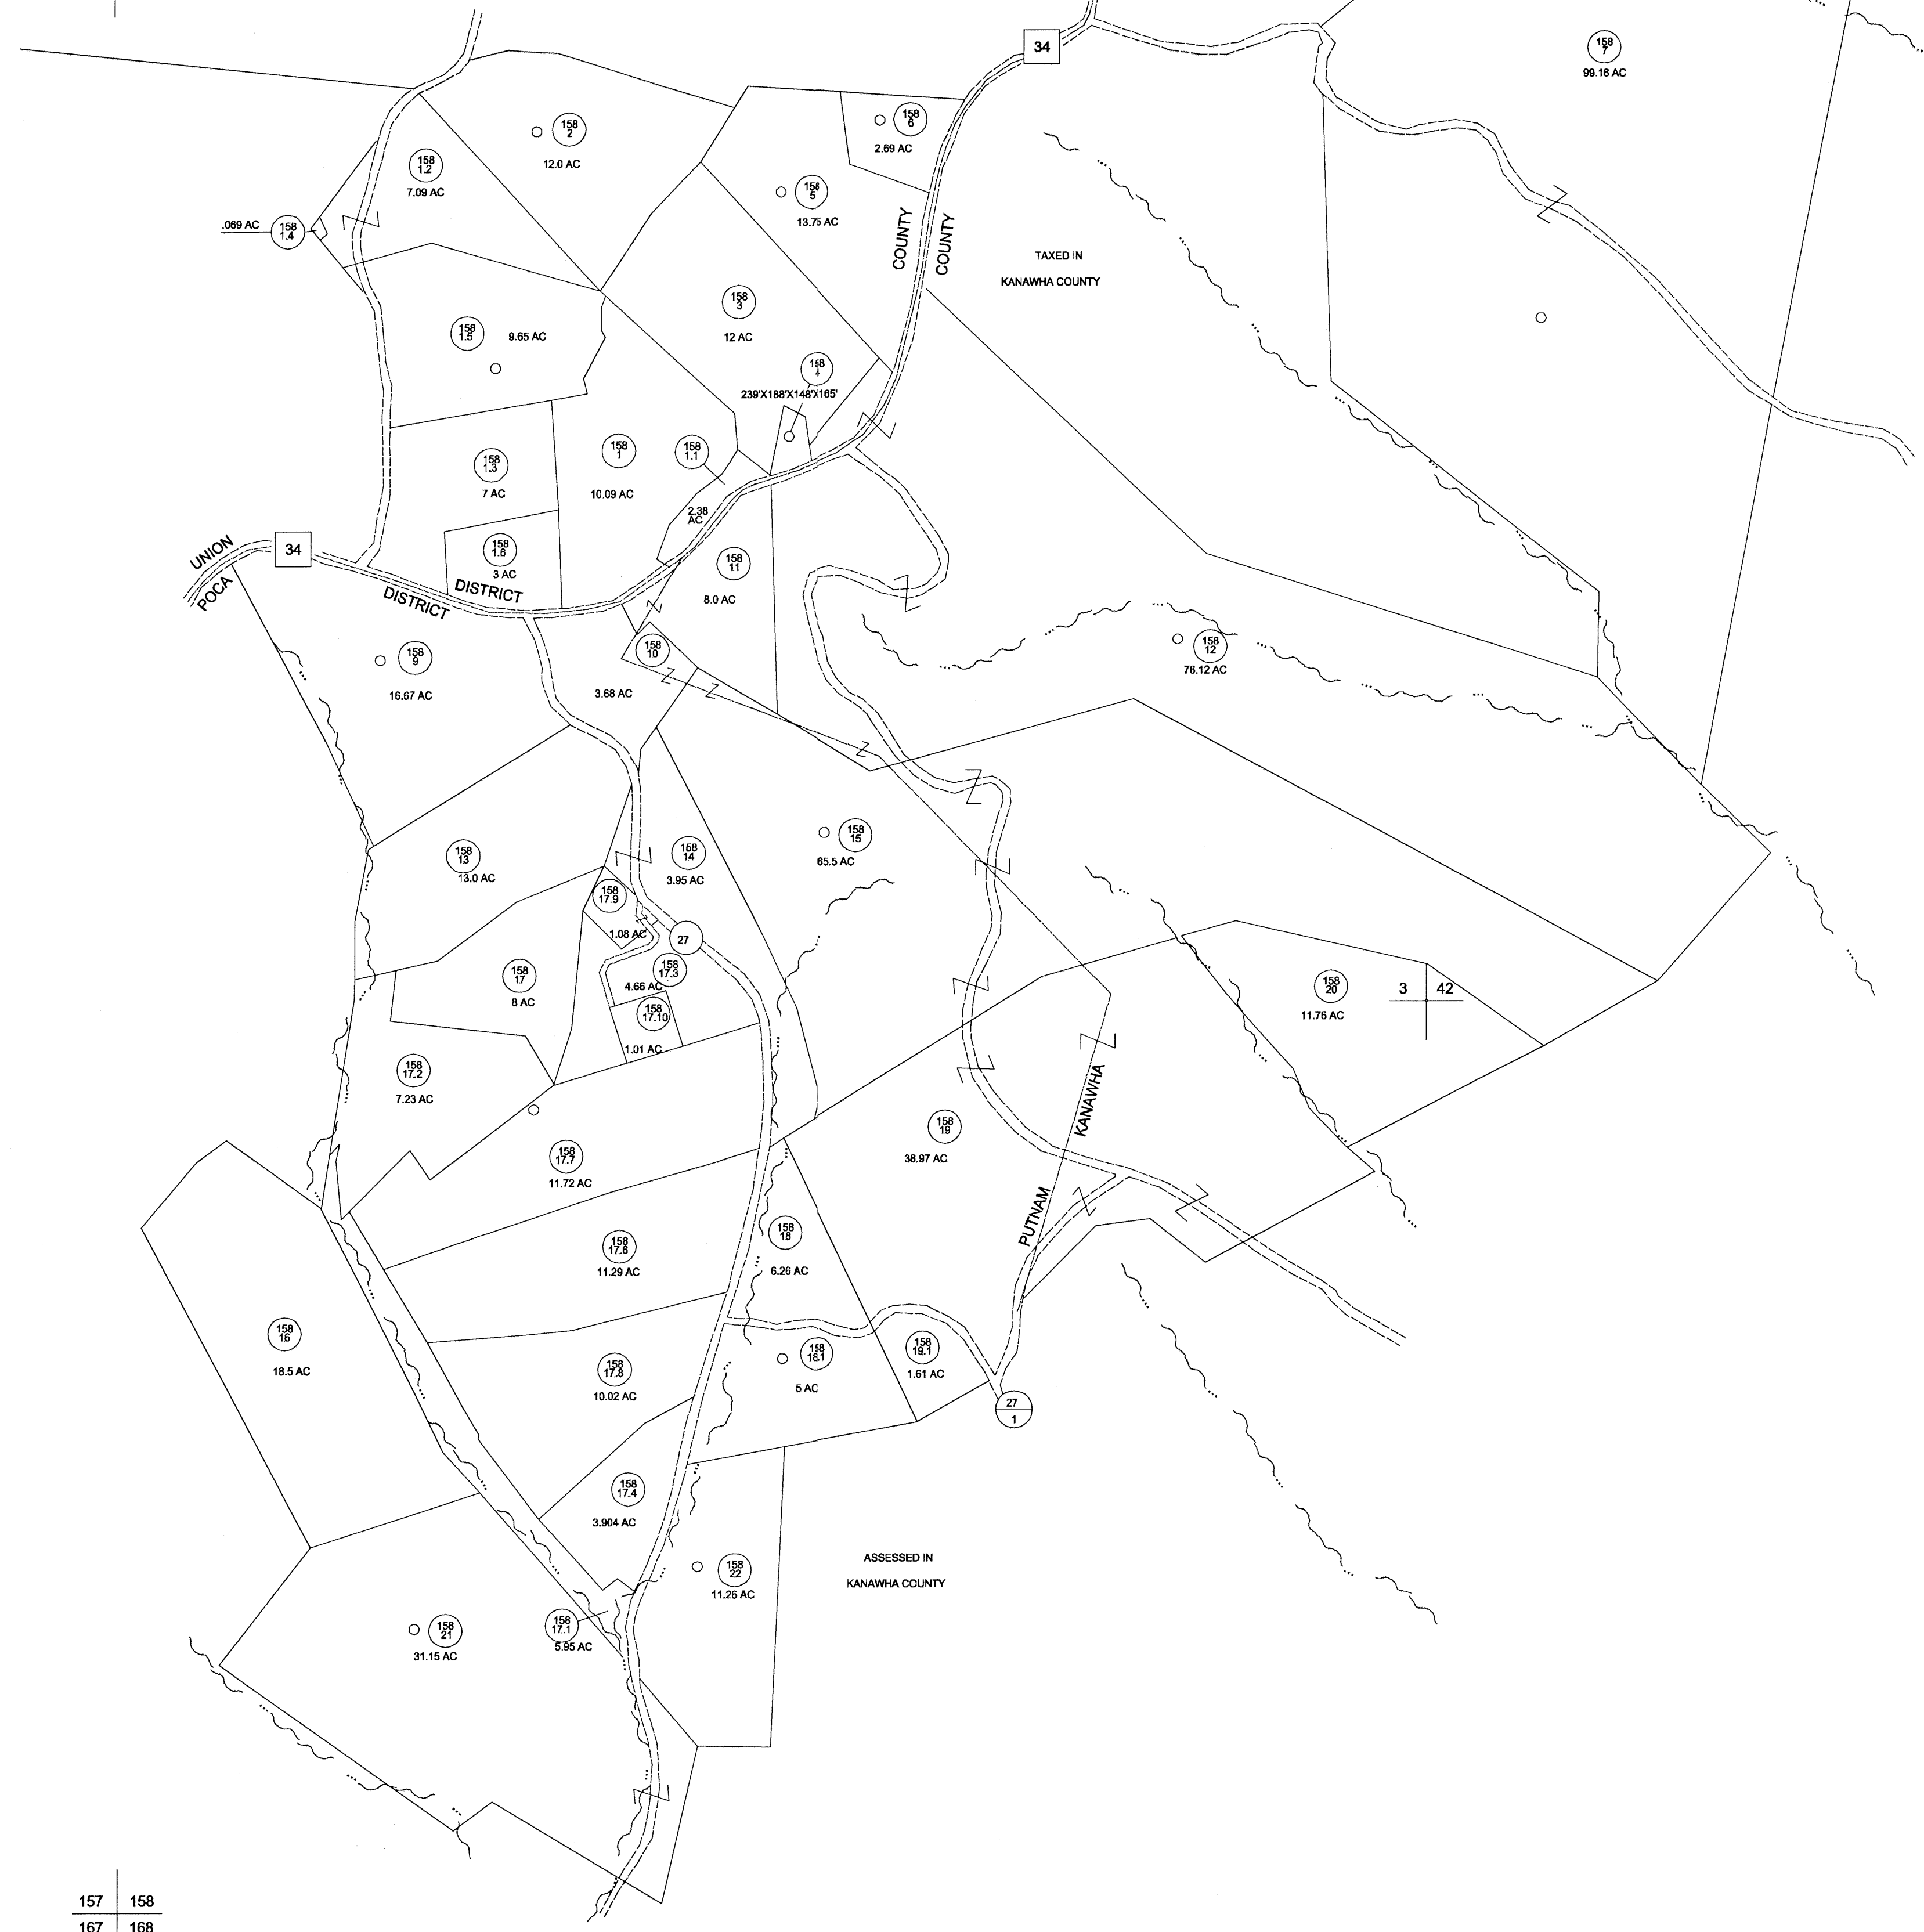 34
158
7
99.16 AC
158
2
12.0 AC
158
6
2.69 AC
158
1.2
7.09 AC
158
5
13.75 AC
.069 AC
158
1.4
COUNTY
COUNTY
TAXED IN
KANAWHA COUNTY
158
3
12 AC
158
1.5
9.65 AC
158
4
239'X188'X148'X165'
158
1.3
7 AC
158
1
10.09 AC
158
1.1
2.38
AC
UNION
POCA
34
158
1.6
3 AC
DISTRICT
DISTRICT
158
11
8.0 AC
158
9
16.67 AC
158
10
3.68 AC
158
12
76.12 AC
158
13
13.0 AC
158
14
3.95 AC
158
15
65.5 AC
158
17.9
1.08 AC
27
158
17
8 AC
158
17.3
4.66 AC
158
17.10
1.01 AC
158
20
11.76 AC
3
42
158
17.2
7.23 AC
158
17.7
11.72 AC
158
19
38.97 AC
KANAWHA
PUTNAM
158
17.6
11.29 AC
158
18
6.26 AC
158
16
18.5 AC
158
17.8
10.02 AC
158
18.1
5 AC
158
19.1
1.61 AC
27
1
158
17.4
3.904 AC
158
22
11.26 AC
ASSESSED IN
KANAWHA COUNTY
158
21
31.15 AC
158
17.1
5.95 AC
157
158
167
168